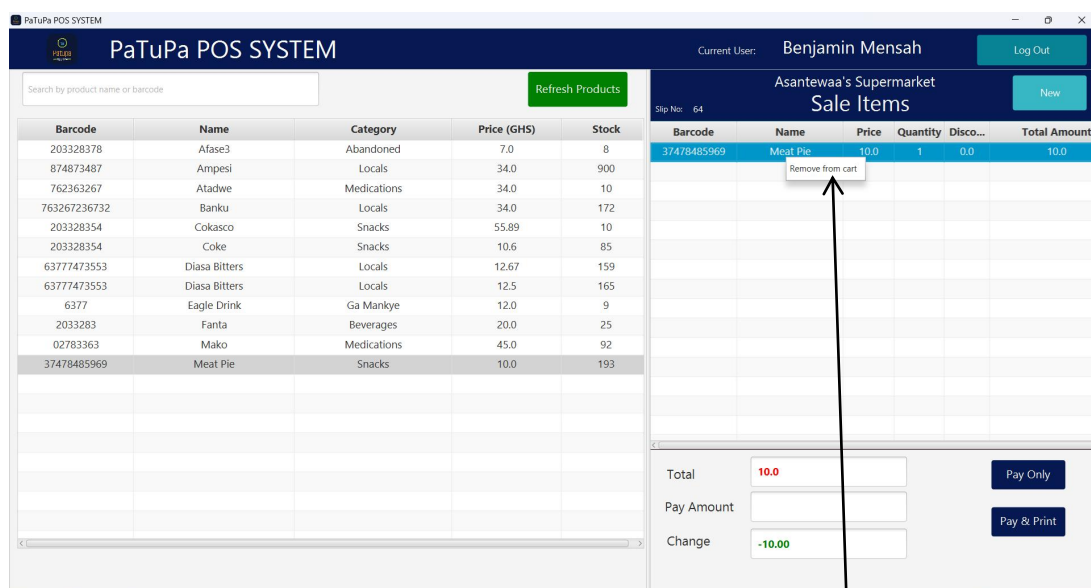 PaTuPa POS SYSTEM
PaTuPa POS SYSTEM
Current User: Benjamin Mensah
Log Out
Search by product name or barcode
Refresh Products
Asantewaa's Supermarket
Slip No: 64 Sale Items
New
Barcode Name Category Price (GHS) Stock
203328378 Afase3 Abandoned 7.0 8
874873487 Ampesi Locals 34.0 900
762363267 Atadwe Medications 34.0 10
763267236732 Banku Locals 34.0 172
203328354 Cokasco Snacks 55.89 10
203328354 Coke Snacks 10.6 85
63777473553 Diasa Bitters Locals 12.67 159
63777473553 Diasa Bitters Locals 12.5 165
6377 Eagle Drink Ga Mankye 12.0 9
2033283 Fanta Beverages 20.0 25
02783363 Mako Medications 45.0 92
37478485969 Meat Pie Snacks 10.0 193
Barcode Name Price Quantity Disco... Total Amount
37478485969 Meat Pie 10.0 1 0.0 10.0
Remove from cart
Total 10.0
Pay Only
Pay Amount
Pay & Print
Change -10.00